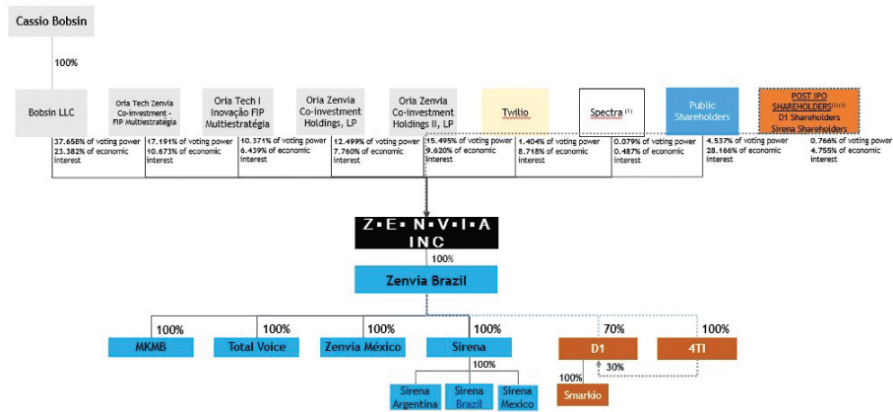 Cassio Bobsin
100%
Bobsin LLC
Oria Tech Zenvia
Co-investment -
FIP Multiestratégia
Oria Tech I
Inovação FIP
Multiestratégia
Oria Zenvia
Co-investment
Holdings, LP
Oria Zenvia
Co-investment
Holdings II, LP
Twilio
Spectra (1)
Public
Shareholders
POST IPO
SHAREHOLDERS(2)(3)
D1 Shareholders
Sirena Shareholders
37.658% of voting power
23.382% of economic
interest
17.191% of voting power
10.673% of economic
interest
10.371% of voting power
6.439% of economic
interest
12.499% of voting power
7.760% of economic
interest
15.495% of voting power
9.620% of economic
interest
1.404% of voting power
8.718% of economic
interest
0.079% of voting power
0.487% of economic
interest
4.537% of voting power
28.166% of economic
interest
0.766% of voting power
4.755% of economic
interest
Z•E•N•V•I•A
INC
100%
Zenvia Brazil
100%
100%
100%
100%
70%
100%
MKMB
Total Voice
Zenvia México
Sirena
D1
4TI
100%
30%
100%
Sirena
Argentina
Sirena
Brazil
Sirena
Mexico
Smarkio